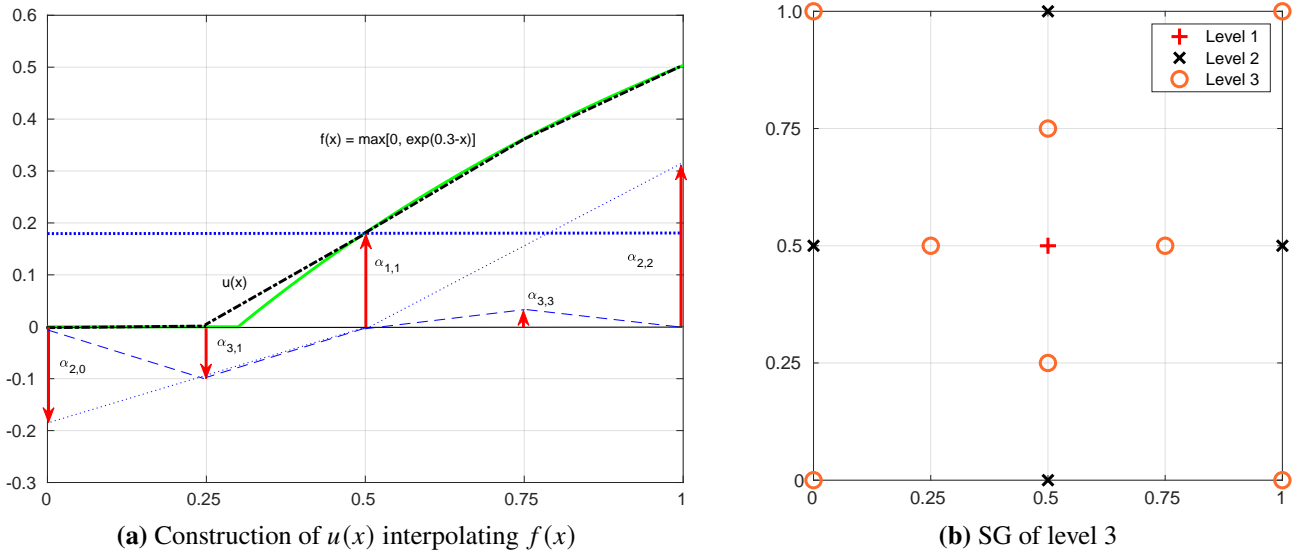 0.6
0.5
0.4
0.3
0.2
0.1
0
-0.1
-0.2
-0.3
0
0.25
0.5
0.75
1
f(x) = max[0, exp(0.3-x)]
u(x)
α1,1
α2,2
α3,3
α3,1
α2,0
(a) Construction of u(x) interpolating f(x)
1.0
0.75
0.5
0.25
0
0
0.25
0.5
0.75
1
Level 1
Level 2
Level 3
(b) SG of level 3